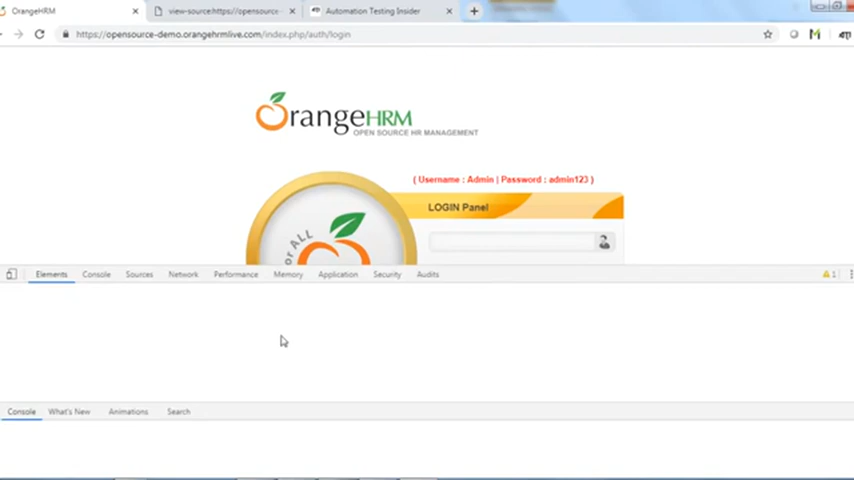 OrangeHRM
view-source:https://opensource-
Automation Testing Insider
https://opensource-demo.orangehrmlive.com/index.php/auth/login
OrangeHRM
OPEN SOURCE HR MANAGEMENT
( Username : Admin | Password : admin123 )
LOGIN Panel
or ALL
Elements Console Sources Network Performance Memory Application Security Audits 1
Console What's New Animations Search